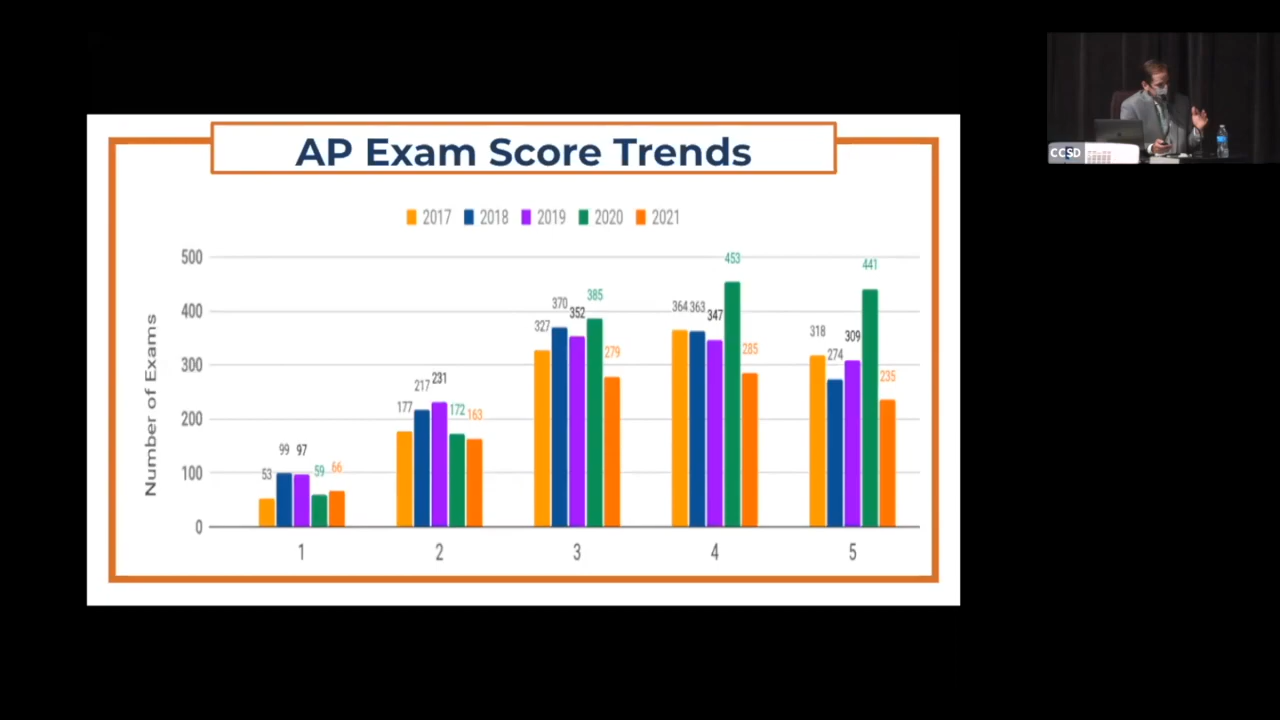 AP Exam Score Trends
2017 2018 2019 2020 2021
Number of Exams
500
400
300
200
100
0
53 99 97 59 66
177 217 231 172 163
327 370 352 385 279
364 363 347 453 285
318 274 309 441 235
1 2 3 4 5
CCSD